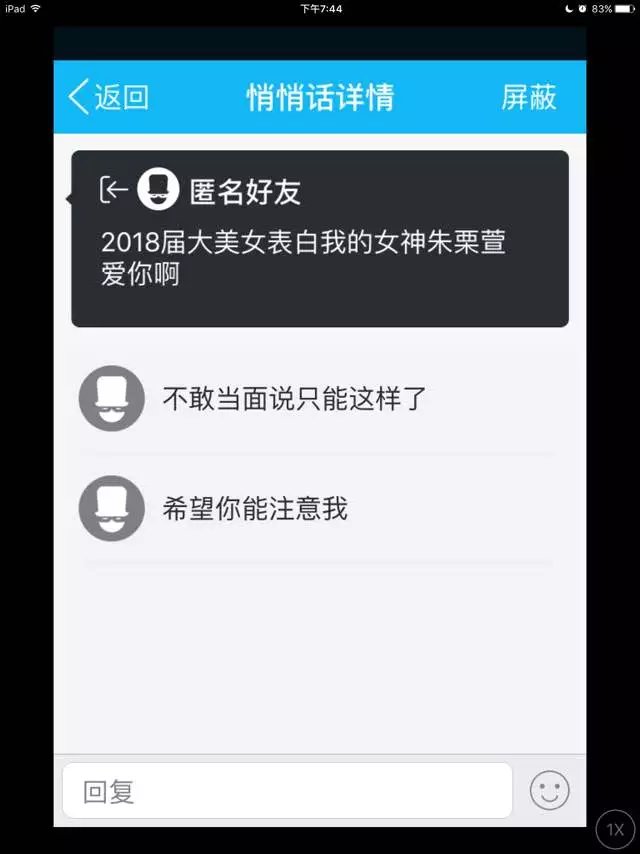 iPad
下午7:44
83%
返回
悄悄话详情
屏蔽
匿名好友
2018届大美女表白我的女神朱栗萱
爱你啊
不敢当面说只能这样了
希望你能注意我
回复
1X